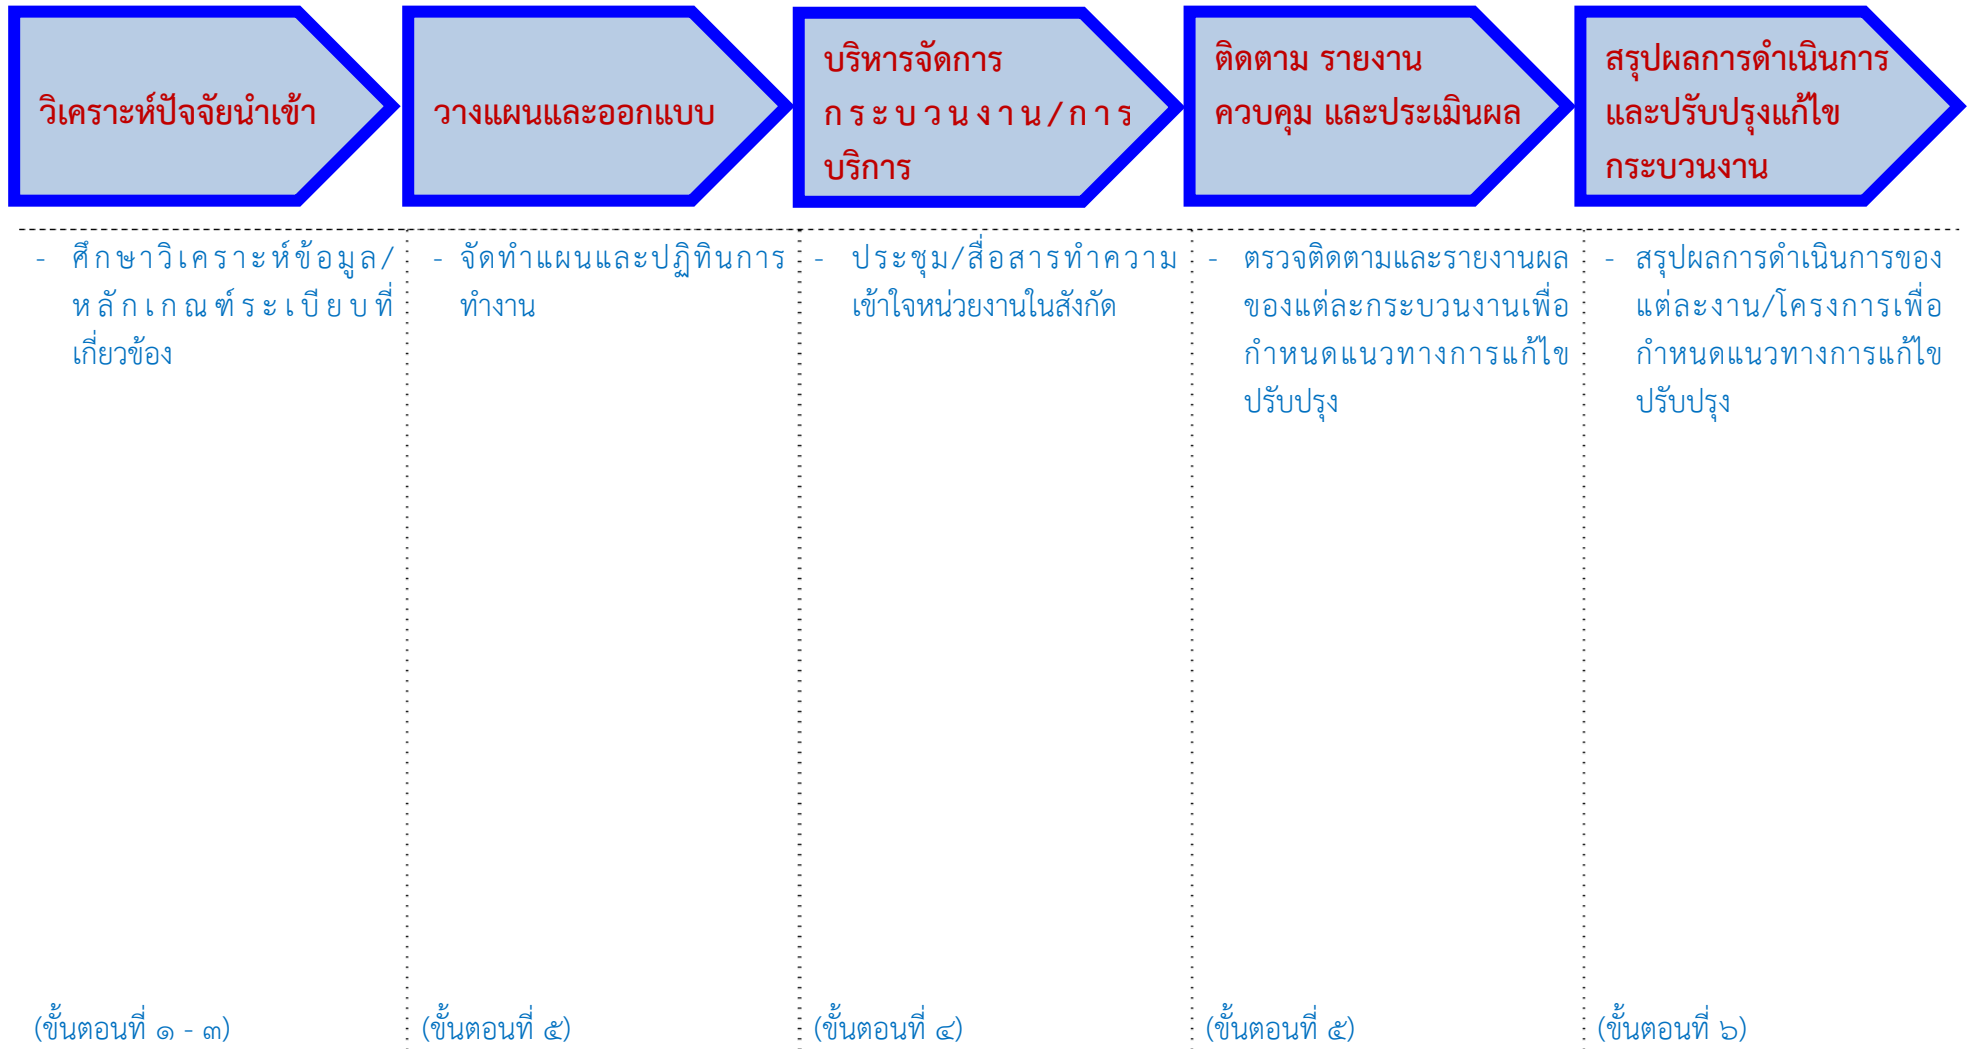 วิเคราะห์ปัจจัยนำเข้า
วางแผนและออกแบบ
บริหารจัดการ
กระบวนงาน/การ
บริการ
ติดตาม รายงาน
ควบคุม และประเมินผล
สรุปผลการดำเนินการ
และปรับปรุงแก้ไข
กระบวนงาน
- ศึกษาวิเคราะห์ข้อมูล/
หลักเกณฑ์ระเบียบที่
เกี่ยวข้อง
- จัดทำแผนและปฏิทินการ
ทำงาน
- ประชุม/สื่อสารทำความ
เข้าใจหน่วยงานในสังกัด
- ตรวจติดตามและรายงานผล
ของแต่ละกระบวนงานเพื่อ
กำหนดแนวทางการแก้ไข
ปรับปรุง
- สรุปผลการดำเนินการของ
แต่ละงาน/โครงการเพื่อ
กำหนดแนวทางการแก้ไข
ปรับปรุง
(ขั้นตอนที่ ๑ - ๓)
(ขั้นตอนที่ ๕)
(ขั้นตอนที่ ๔)
(ขั้นตอนที่ ๕)
(ขั้นตอนที่ ๖)